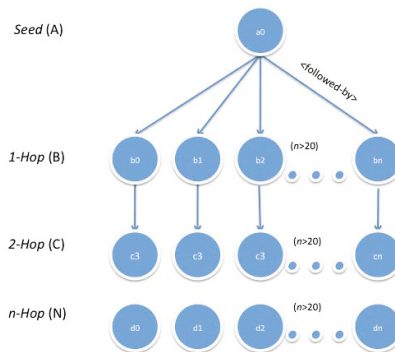 Seed (A)
a0
<followed-by>
1-Hop (B)
b0 b1 b2 (n>20) bn
2-Hop (C)
c3 c3 c3 (n>20) cn
n-Hop (N)
d0 d1 d2 (n>20) dn